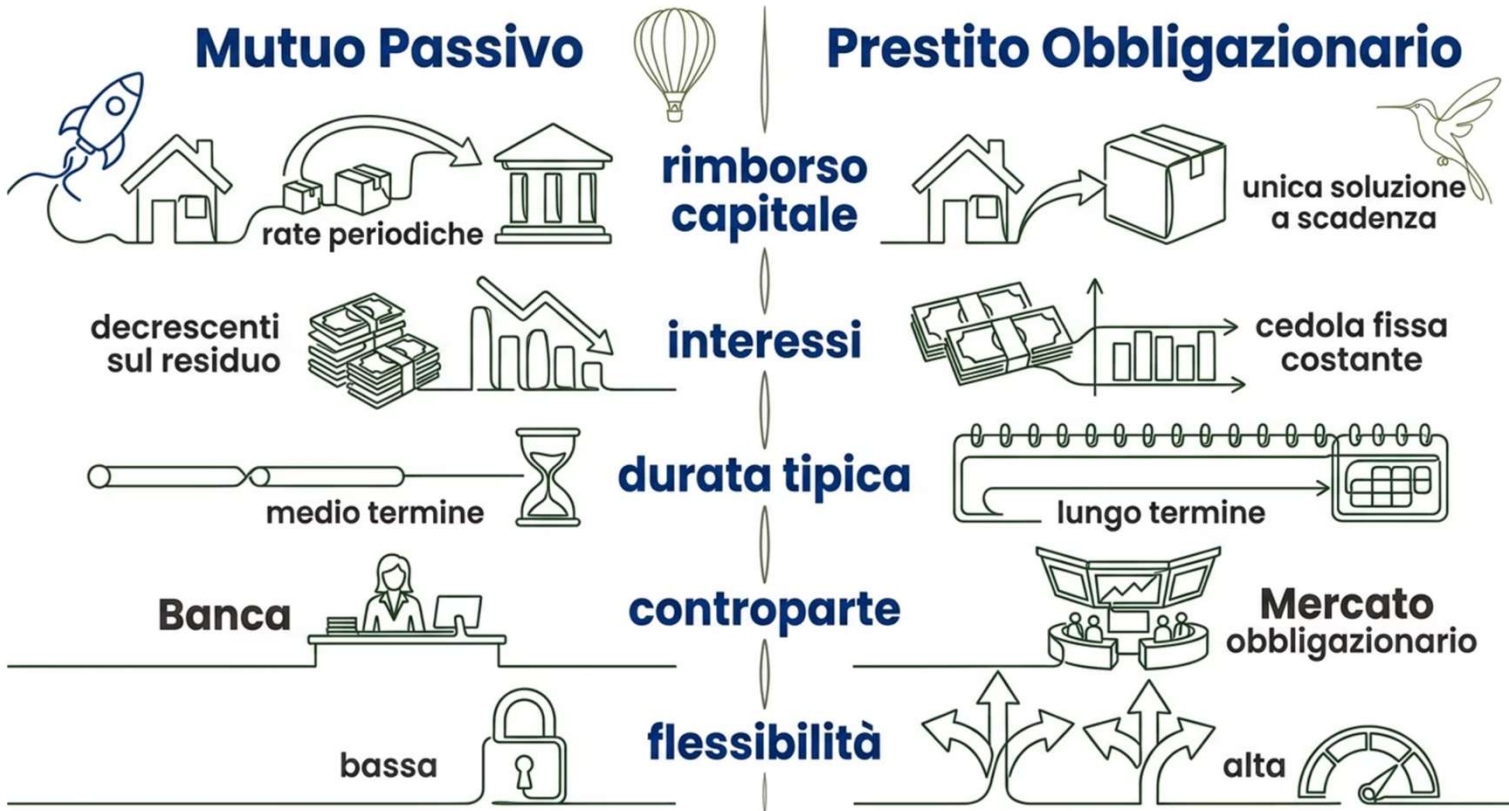 Mutuo Passivo
Prestito Obbligazionario
rate periodiche
rimborso
capitale
unica soluzione
a scadenza
decrescenti
sul residuo
interessi
cedola fissa
costante
medio termine
durata tipica
lungo termine
Banca
controparte
Mercato
obbligazionario
bassa
flessibilità
alta